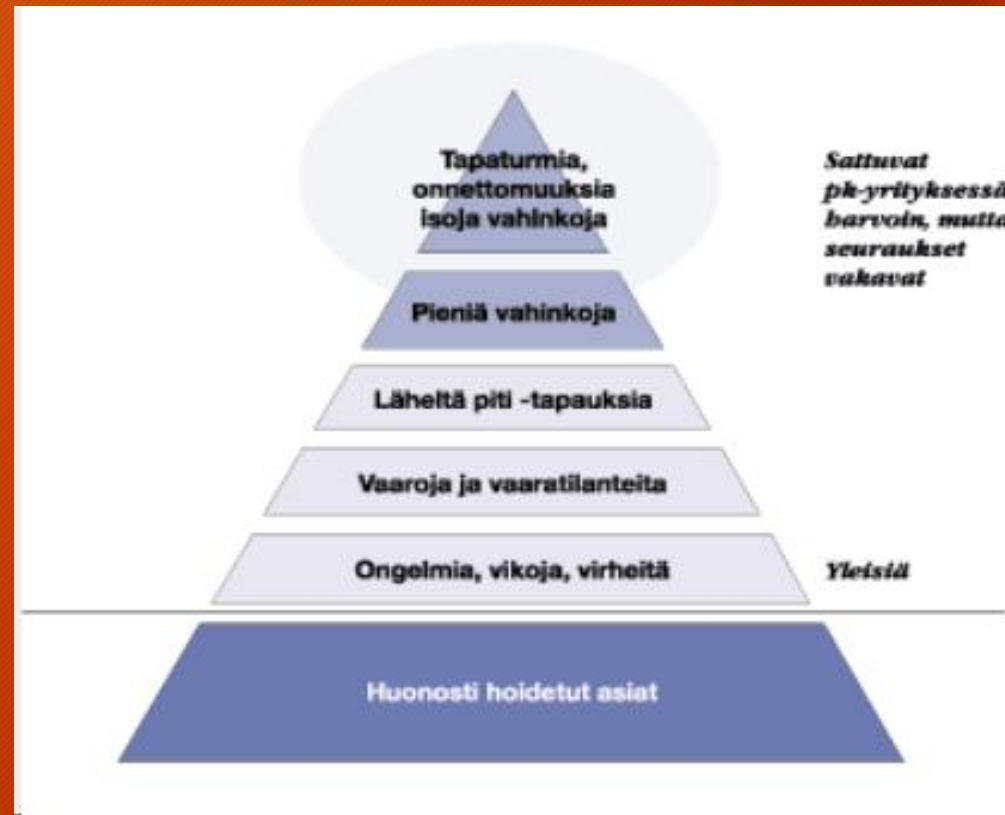 Tapaturmia,
onnettomuuksia
isoja vahinkoja
Sattuvat
pk-yrityksessä
harvoin, mutta
seuraukset
vakavat
Pieniä vahinkoja
Läheltä piti -tapauksia
Vaaroja ja vaaratilanteita
Ongelmia, vikoja, virheitä
Yleisiä
Huonosti hoidetut asiat